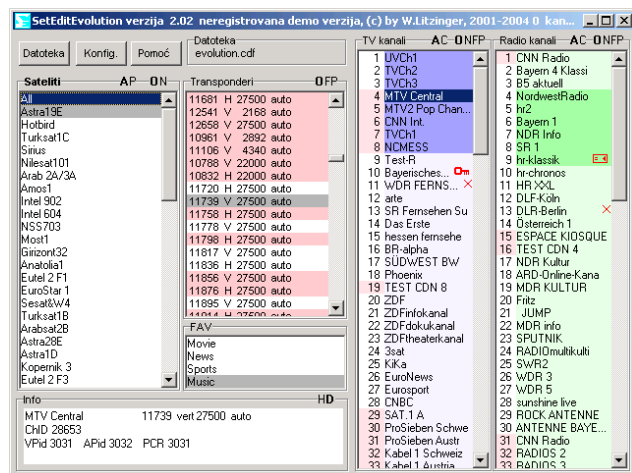 SetEditEvolution verzija 2.02 neregistrovana demo verzija, (c) by W.Litzinger, 2001-2004 0 kan...
Datoteka
Konfig.
Pomoć
Datoteka
evolution.cdf
Sateliti AP ON
All
Astra19E
Hotbird
Turksat1C
Sirius
Nilesat101
Arab 2A/3A
Amos1
Intel 902
Intel 604
NSS703
Most1
Girizont32
Anatolia1
Eutel 2 F1
EuroStar 1
Sesat&W4
Turksat1B
Arabsat2B
Astra28E
Astra1D
Kopernik 3
Eutel 2 F3
Transponderi OFP
11681 H 27500 auto
12541 V 2168 auto
12658 V 27500 auto
10961 V 2892 auto
11106 V 4340 auto
10788 V 22000 auto
10832 H 22000 auto
11720 H 27500 auto
11739 V 27500 auto
11758 H 27500 auto
11778 V 27500 auto
11798 H 27500 auto
11817 V 27500 auto
11836 H 27500 auto
11856 V 27500 auto
11876 H 27500 auto
11895 V 27500 auto
11914 H 27500 auto
FAV
Movie
News
Sports
Music
TV kanali AC ONFP
1 UVCh1
2 TVCh2
3 TVCh3
4 MTV Central
5 MTV2 Pop Chan...
6 CNN Int.
7 TVCh1
8 NCMESS
9 Test-R
10 Bayerisches...
11 WDR FERNS...
12 arte
13 SR Fernsehen Su
14 Das Erste
15 hessen fernsehe
16 BR-alpha
17 SÜDWEST BW
18 Phoenix
19 TEST CDN 8
20 ZDF
21 ZDFinfokanal
22 ZDFdokukanal
23 ZDFtheaterkanal
24 3sat
25 KiKa
26 EuroNews
27 Eurosport
28 CNBC
29 SAT.1 A
30 ProSieben Schwe
31 ProSieben Austr
32 Kabel 1 Schweiz
33 Kabel 1 Austria
Radio kanali AC ONFP
1 CNN Radio
2 Bayern 4 Klassi
3 B5 aktuell
4 NordwestRadio
5 hr2
6 Bayern 1
7 NDR Info
8 SR 1
9 hr-klassik
10 hr-chronos
11 HR XXL
12 DLF-Köln
13 DLR-Berlin
14 Österreich 1
15 ESPACE KIOSQUE
16 TEST CDN 4
17 NDR Kultur
18 ARD-Online-Kana
19 MDR KULTUR
20 Fritz
21 JUMP
22 MDR info
23 SPUTNIK
24 RADIOmultikulti
25 SWR2
26 WDR 3
27 WDR 5
28 sunshine live
29 ROCK ANTENNE
30 ANTENNE BAYE...
31 CNN Radio
32 RADIOS 2
33 RADIOS 3
Info HD
MTV Central 11739 vert 27500 auto
ChID 28653
VPid 3031 APid 3032 PCR 3031